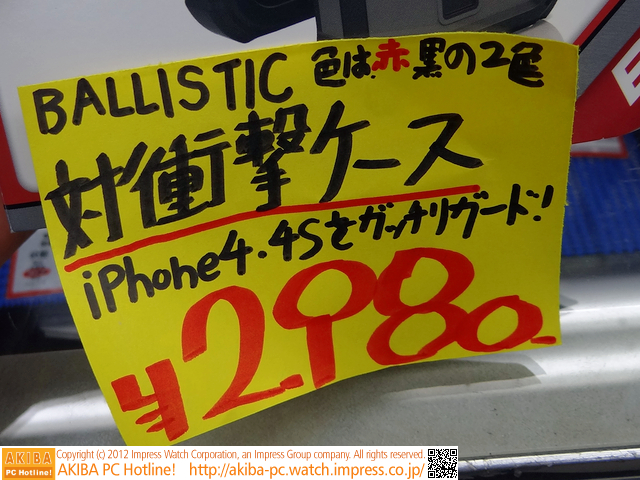 BALLISTIC 色は赤黒の2色
対衝撃ケース
iPhone4.4Sをガッチリガード!
¥2.980-
AKIBA
PC Hotline!
Copyright (c) 2012 Impress Watch Corporation, an Impress Group company. All rights reserved.
AKIBA PC Hotline! http://akiba-pc.watch.impress.co.jp/